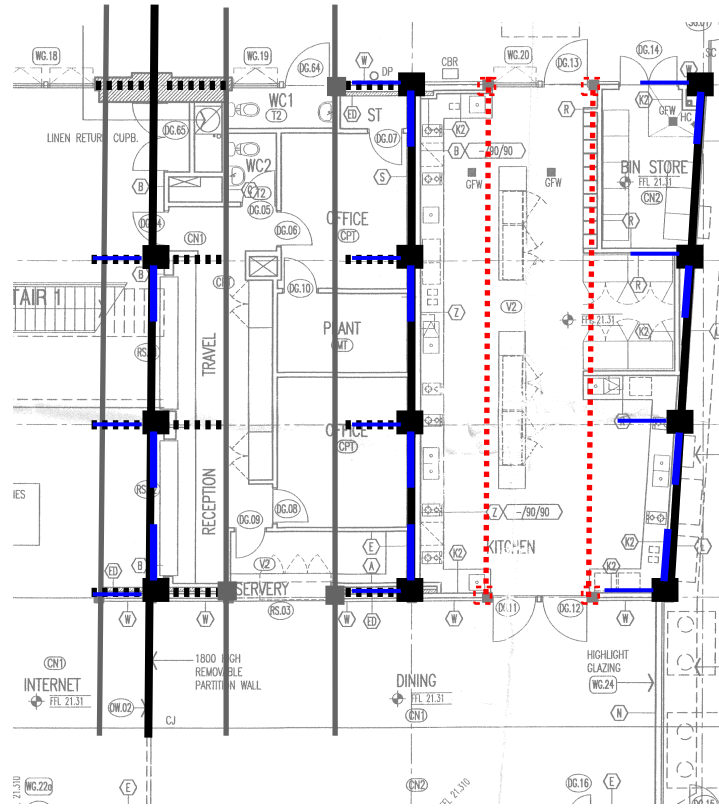 WG.18
WG.19
DG.64
W
DP
CBR
WG.20
DG.13
DG.14
W
WC1
T2
ED
ST
K2
R
K2
GFW
HC
LINEN RETURN CUPB.
DG.65
DG.07
B
-/90/90
WC2
T2
DG.05
B
S
GFW
GFW
BIN STORE
FFL 21.31
CN2
DG.06
OFFICE
CPT
R
CN1
B
DG.10
R
STAIR 1
Z
V2
FFL 21.31
K2
PLANT
MT
TRAVEL
OFFICE
CPT
RECEPTION
DG.09
DG.08
Z
-/90/90
IES
E
K2
KITCHEN
B
ED
V2
A
K2
SERVERY
RS.03
DG.11
DG.12
W
W
W
ED
W
W
CN1
INTERNET
FFL 21.31
1800 HIGH
REMOVABLE
PARTITION WALL
DW.02
CJ
DINING
FFL 21.31
CN1
HIGHLIGHT
GLAZING
WG.24
N
WG.22a
E
CN2
DG.16
E